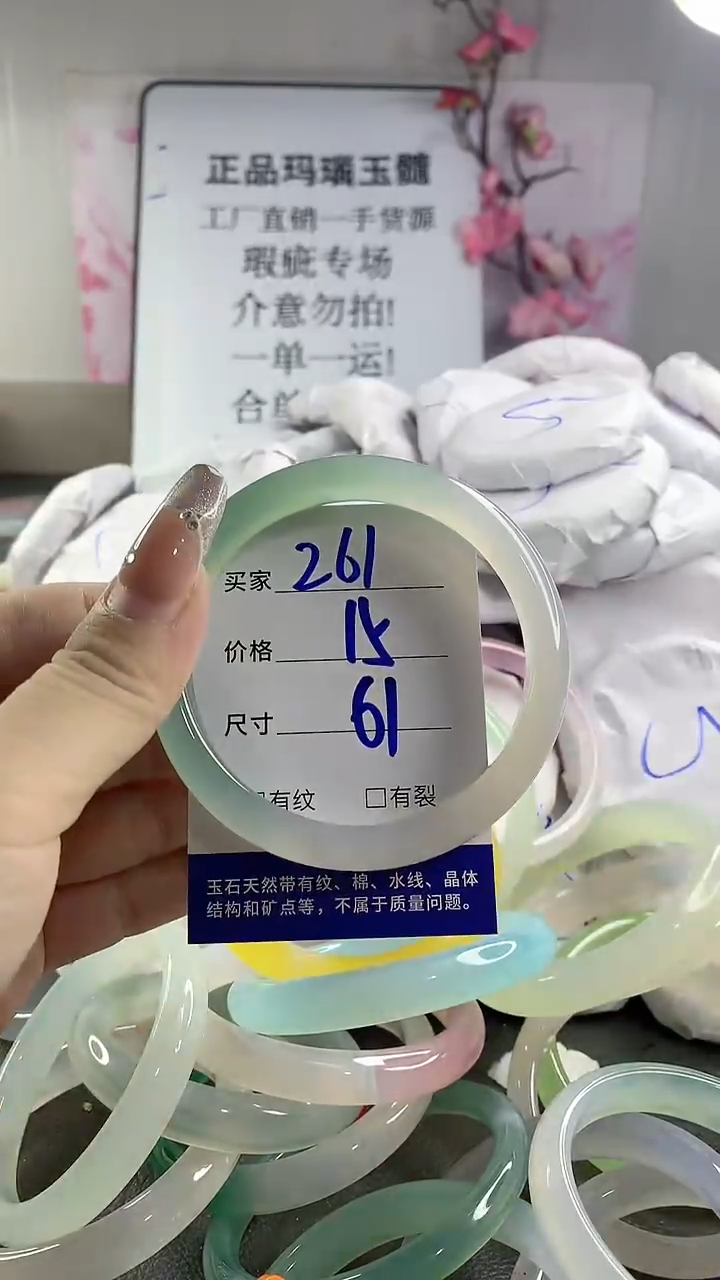 正品玛瑙玉髓
工厂直销一手货源
瑕疵专场
介意勿拍!
一单一运!
合
买家 261
价格 15
尺寸 61
□有纹 □有裂
玉石天然带有纹、棉、水线、晶体
结构和矿点等，不属于质量问题。
5